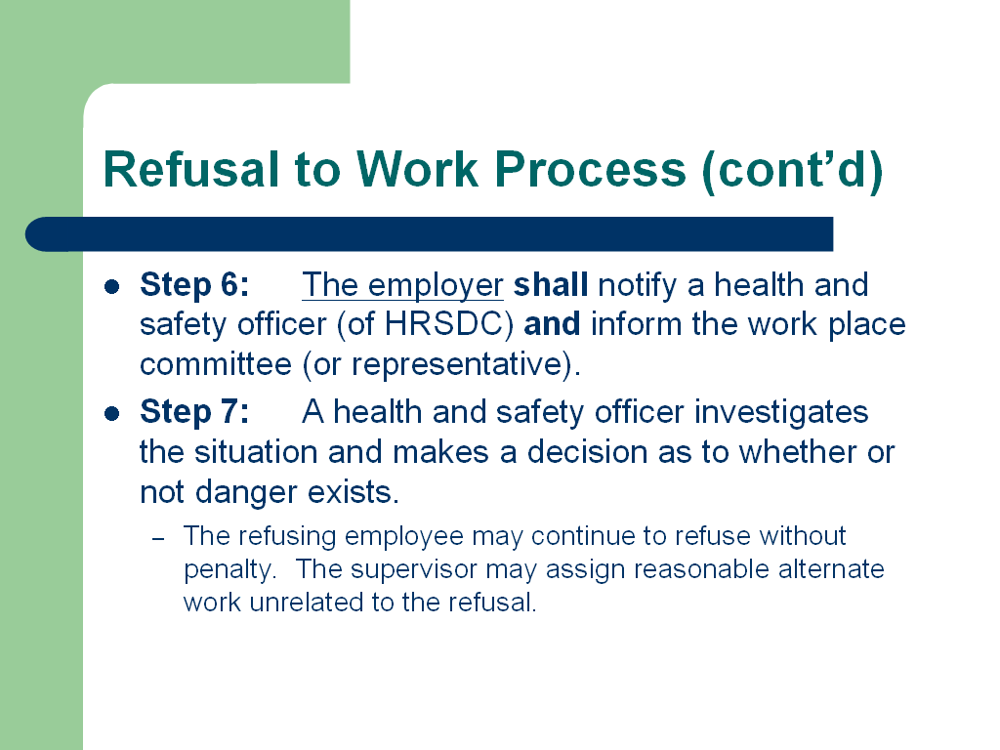 Refusal to Work Process (cont’d)
● Step 6: The employer shall notify a health and
safety officer (of HRSDC) and inform the work place
committee (or representative).
● Step 7: A health and safety officer investigates
the situation and makes a decision as to whether or
not danger exists.
– The refusing employee may continue to refuse without
penalty. The supervisor may assign reasonable alternate
work unrelated to the refusal.